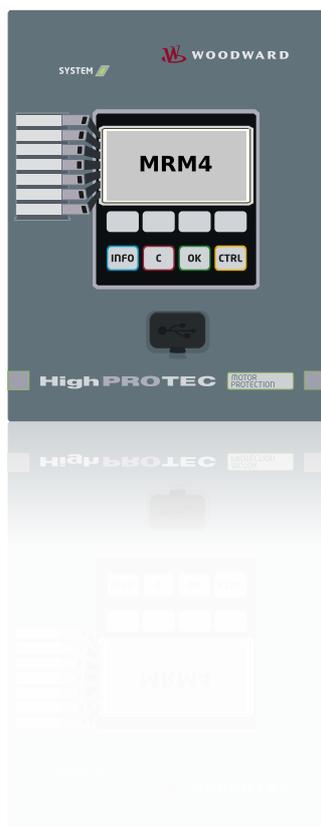 WOODWARD
SYSTEM
MRM4
INFO C OK CTRL
HighPROTEC
MOTOR
PROTECTION